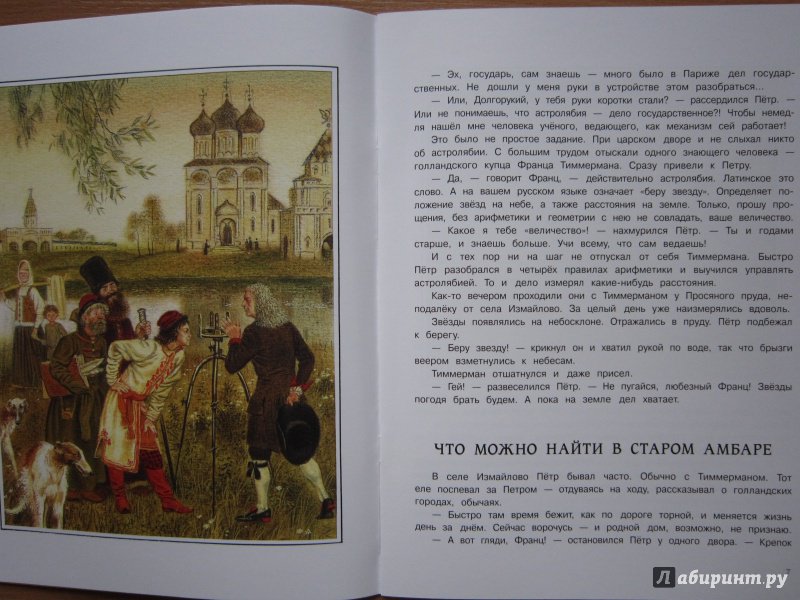 — Эх, государь, сам знаешь — много было в Париже дел государ-
ственных. Не дошли у меня руки в устройстве этом разобраться...
— Или, Долгорукий, у тебя руки коротки стали? — рассердился Пётр. —
Или не понимаешь, что астролябия — дело государственное?! Чтобы немед-
ля нашёл мне человека учёного, ведающего, как механизм сей работает!
Это было не простое задание. При царском дворе и не слыхал никто
об астролябии. С большим трудом отыскали одного знающего человека —
голландского купца Франца Тиммермана. Сразу привели к Петру.
— Да, — говорит Франц, — действительно астролябия. Латинское это
слово. А на вашем русском языке означает «беру звезду». Определяет по-
ложение звёзд на небе, а также расстояния на земле. Только, прошу про-
щения, без арифметики и геометрии с нею не совладать, ваше величество.
— Какое я тебе «величество»! — нахмурился Пётр. — Ты и годами
старше, и знаешь больше. Учи всему, что сам ведаешь!
И с тех пор ни на шаг не отпускал от себя Тиммермана. Быстро
Пётр разобрался в четырёх правилах арифметики и выучился управлять
астролябией. То и дело измерял какие-нибудь расстояния.
Как-то вечером проходили они с Тиммерманом у Просяного пруда, не-
подалёку от села Измайлово. За целый день уже наизмерялись вдоволь.
Звёзды появлялись на небосклоне. Отражались в пруду. Пётр подбежал
к берегу.
— Беру звезду! — крикнул он и хватил рукой по воде, так что брызги
веером взметнулись к небесам.
Тиммерман отшатнулся и даже присел.
— Гей! — развеселился Пётр. — Не пугайся, любезный Франц! Звёзды
погодя брать будем. А пока на земле дел хватает.
ЧТО МОЖНО НАЙТИ В СТАРОМ АМБАРЕ
В селе Измайлово Пётр бывал часто. Обычно с Тиммерманом. Тот
еле поспевал за Петром — отдуваясь на ходу, рассказывал о голландских
городах, обычаях.
— Быстро там время бежит, как по дороге торной, и меняется жизнь
день за днём. Сейчас ворочусь — и родной дом, возможно, не признаю.
— А вот гляди, Франц! — остановился Пётр у одного двора. — Крепок
7
Лабиринт.ру